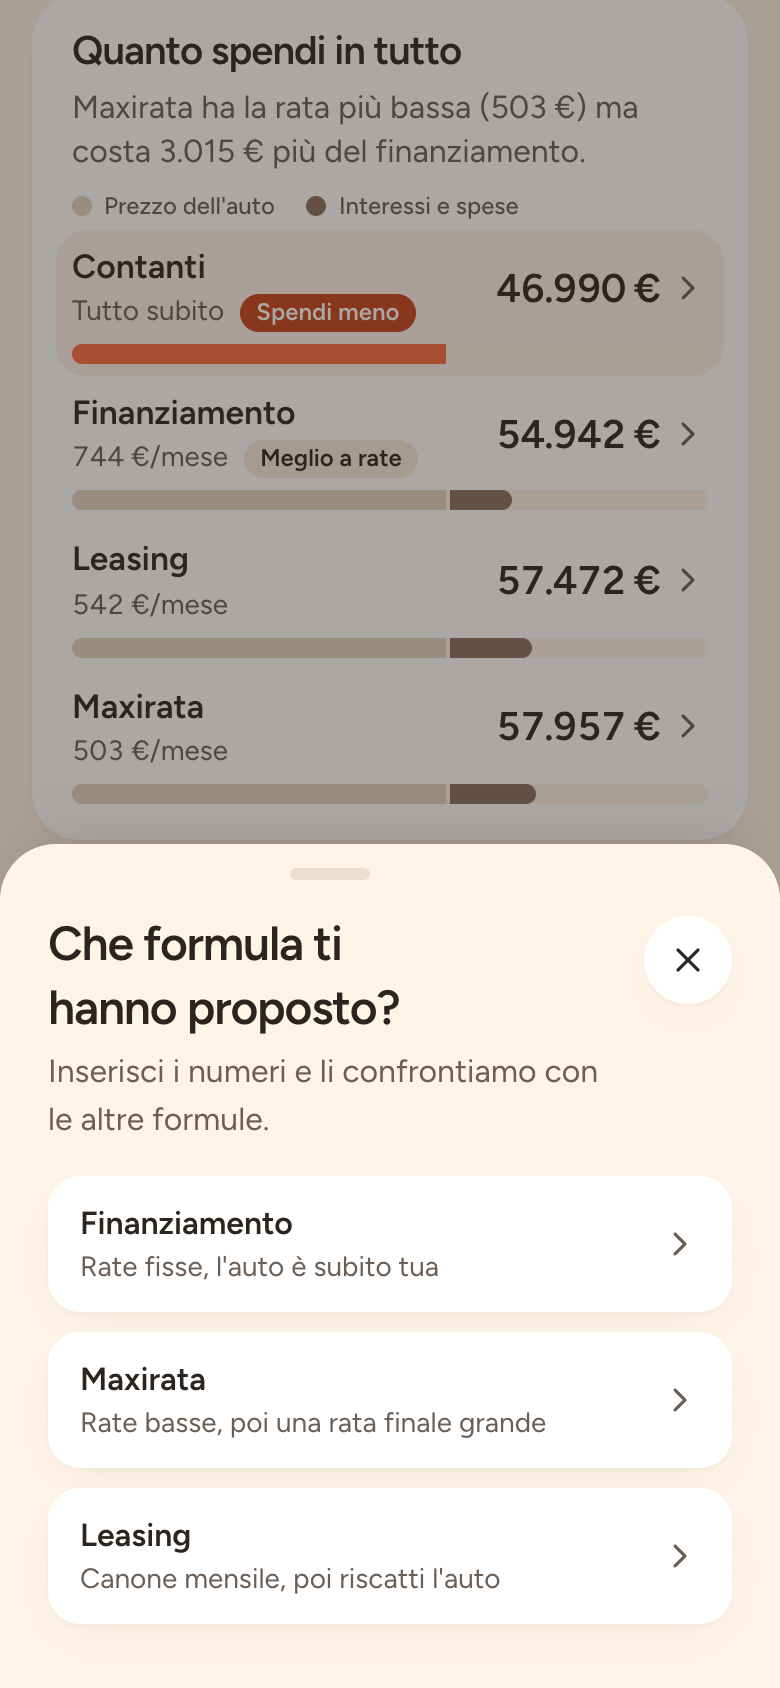 Quanto spendi in tutto
Maxirata ha la rata più bassa (503 €) ma
costa 3.015 € più del finanziamento.
Prezzo dell'auto Interessi e spese
Contanti
46.990 €
Tutto subito Spendi meno
Finanziamento
54.942 €
744 €/mese Meglio a rate
Leasing
57.472 €
542 €/mese
Maxirata
57.957 €
503 €/mese
Che formula ti
hanno proposto?
Inserisci i numeri e li confrontiamo con
le altre formule.
Finanziamento
Rate fisse, l'auto è subito tua
Maxirata
Rate basse, poi una rata finale grande
Leasing
Canone mensile, poi riscatti l'auto